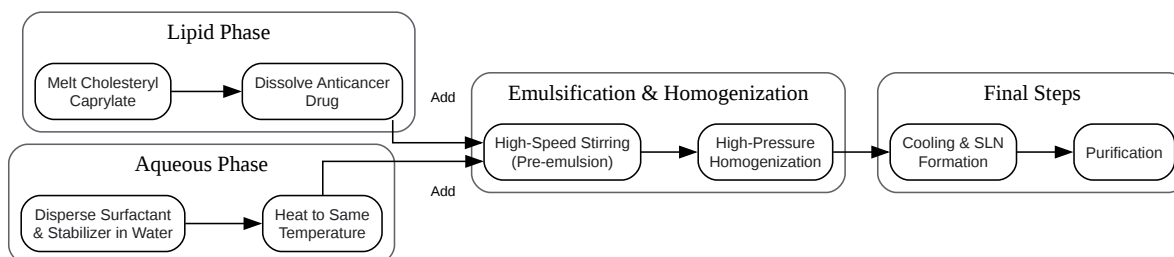 Lipid Phase
Melt Cholesteryl
Caprylate
Dissolve Anticancer
Drug
Aqueous Phase
Disperse Surfactant
& Stabilizer in Water
Heat to Same
Temperature
Add
Add
Emulsification & Homogenization
High-Speed Stirring
(Pre-emulsion)
High-Pressure
Homogenization
Final Steps
Cooling & SLN
Formation
Purification